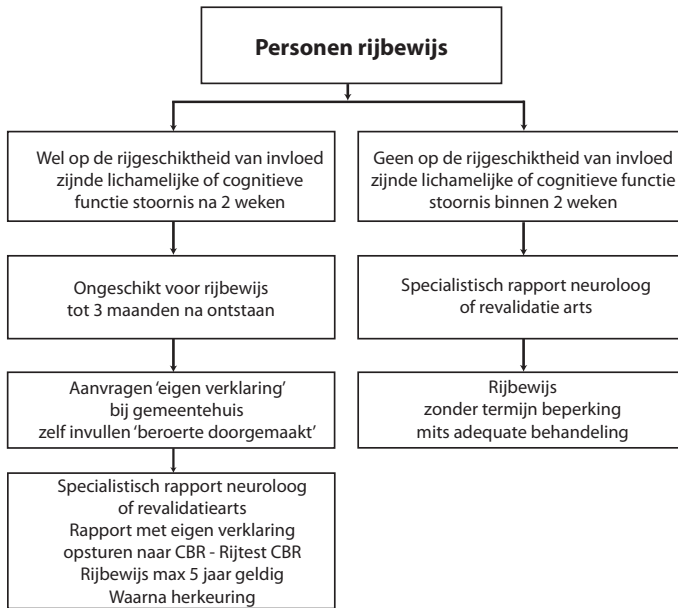 Personen rijbewijs
Wel op de rijgeschiktheid van invloed
zijnde lichamelijke of cognitieve
functie stoornis na 2 weken
Geen op de rijgeschiktheid van invloed
zijnde lichamelijke of cognitieve functie
stoornis binnen 2 weken
Ongeschikt voor rijbewijs
tot 3 maanden na ontstaan
Specialistisch rapport neuroloog
of revalidatie arts
Aanvragen ‘eigen verklaring’
bij gemeentehuis
zelf invullen ‘beroerte doorgemaakt’
Rijbewijs
zonder termijn beperking
mits adequate behandeling
Specialistisch rapport neuroloog
of revalidatiearts
Rapport met eigen verklaring
opsturen naar CBR - Rijtest CBR
Rijbewijs max 5 jaar geldig
Waarna herkeuring